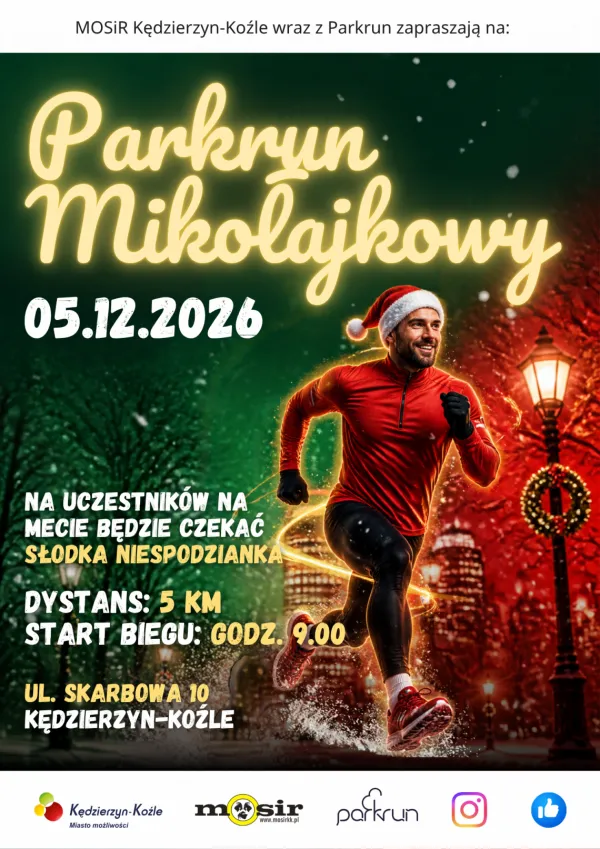 MOSiR Kędzierzyn-Koźle wraz z Parkrun zapraszają na:
Parkrun
Mikołajkowy
05.12.2026
NA UCZESTNIKÓW NA
MECIE BĘDZIE CZEKAĆ
SŁODKA NIESPODZIANKA
DYSTANS: 5 KM
START BIEGU: GODZ. 9.00
UL. SKARBOWA 10
KĘDZIERZYN-KOŹLE
Kędzierzyn-Koźle
Miasto możliwości
mosir
www.mosirkk.pl
parkrun